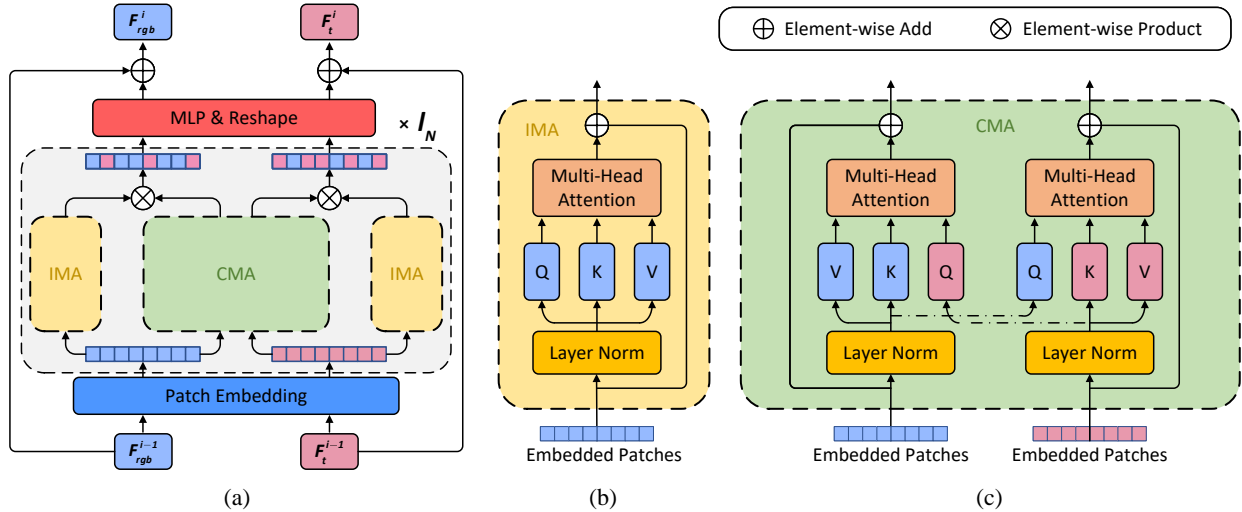 F^i_rgb
F^i_t
MLP & Reshape
× l_N
IMA
CMA
IMA
Patch Embedding
F^{i-1}_rgb
F^{i-1}_t
(a)
⊕ Element-wise Add ⊗ Element-wise Product
IMA
Multi-Head
Attention
Q K V
Layer Norm
Embedded Patches
(b)
CMA
Multi-Head
Attention
Multi-Head
Attention
V K Q Q K V
Layer Norm Layer Norm
Embedded Patches Embedded Patches
(c)